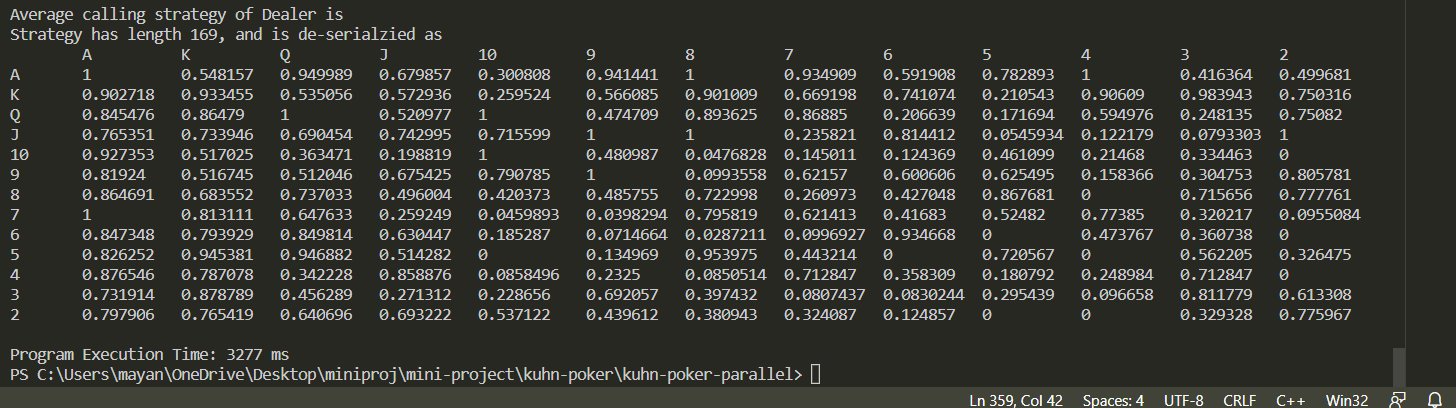 Average calling strategy of Dealer is
Strategy has length 169, and is de-serialzied as
A K Q J 10 9 8 7 6 5 4 3 2
A 1 0.548157 0.949989 0.679857 0.300808 0.941441 1 0.934909 0.591908 0.782893 1 0.416364 0.499681
K 0.902718 0.933455 0.535056 0.572936 0.259524 0.566085 0.901009 0.669198 0.741074 0.210543 0.90609 0.983943 0.750316
Q 0.845476 0.86479 1 0.520977 1 0.474709 0.893625 0.86885 0.206639 0.171694 0.594976 0.248135 0.75082
J 0.765351 0.733946 0.690454 0.742995 0.715599 1 1 0.235821 0.814412 0.0545934 0.122179 0.0793303 1
10 0.927353 0.517025 0.363471 0.198819 1 0.480987 0.0476828 0.145011 0.124369 0.461099 0.21468 0.334463 0
9 0.81924 0.516745 0.512046 0.675425 0.790785 1 0.0993558 0.62157 0.600606 0.625495 0.158366 0.304753 0.805781
8 0.864691 0.683552 0.737033 0.496004 0.420373 0.485755 0.722998 0.260973 0.427048 0.867681 0 0.715656 0.777761
7 1 0.813111 0.647633 0.259249 0.0459893 0.0398294 0.795819 0.621413 0.41683 0.52482 0.77385 0.320217 0.0955084
6 0.847348 0.793929 0.849814 0.630447 0.185287 0.0714664 0.0287211 0.0996927 0.934668 0 0.473767 0.360738 0
5 0.826252 0.945381 0.946882 0.514282 0 0.134969 0.953975 0.443214 0 0.720567 0 0.562205 0.326475
4 0.876546 0.787078 0.342228 0.858876 0.0858496 0.2325 0.0850514 0.712847 0.358309 0.180792 0.248984 0.712847 0
3 0.731914 0.878789 0.456289 0.271312 0.228656 0.692057 0.397432 0.0807437 0.0830244 0.295439 0.096658 0.811779 0.613308
2 0.797906 0.765419 0.640696 0.693222 0.537122 0.439612 0.380943 0.324087 0.124857 0 0 0.329328 0.775967
Program Execution Time: 3277 ms
PS C:\Users\mayan\OneDrive\Desktop\miniproj\mini-project\kuhn-poker\kuhn-poker-parallel>
Ln 359, Col 42 Spaces: 4 UTF-8 CRLF C++ Win32